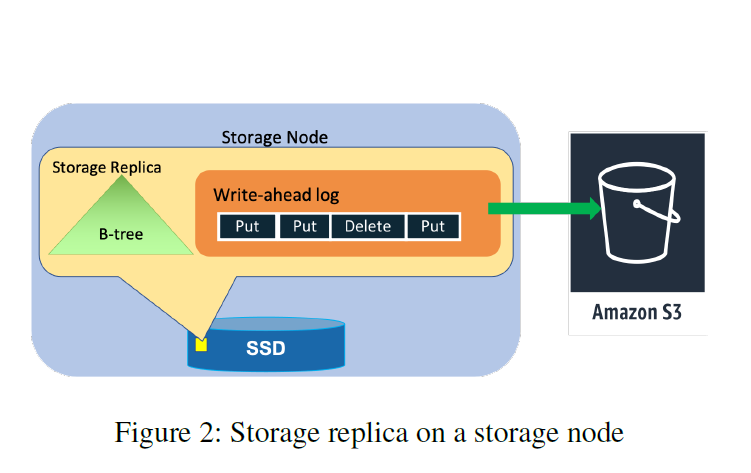 Storage Node
Storage Replica
B-tree
Write-ahead log
Put Put Delete Put
SSD
Amazon S3
Figure 2: Storage replica on a storage node